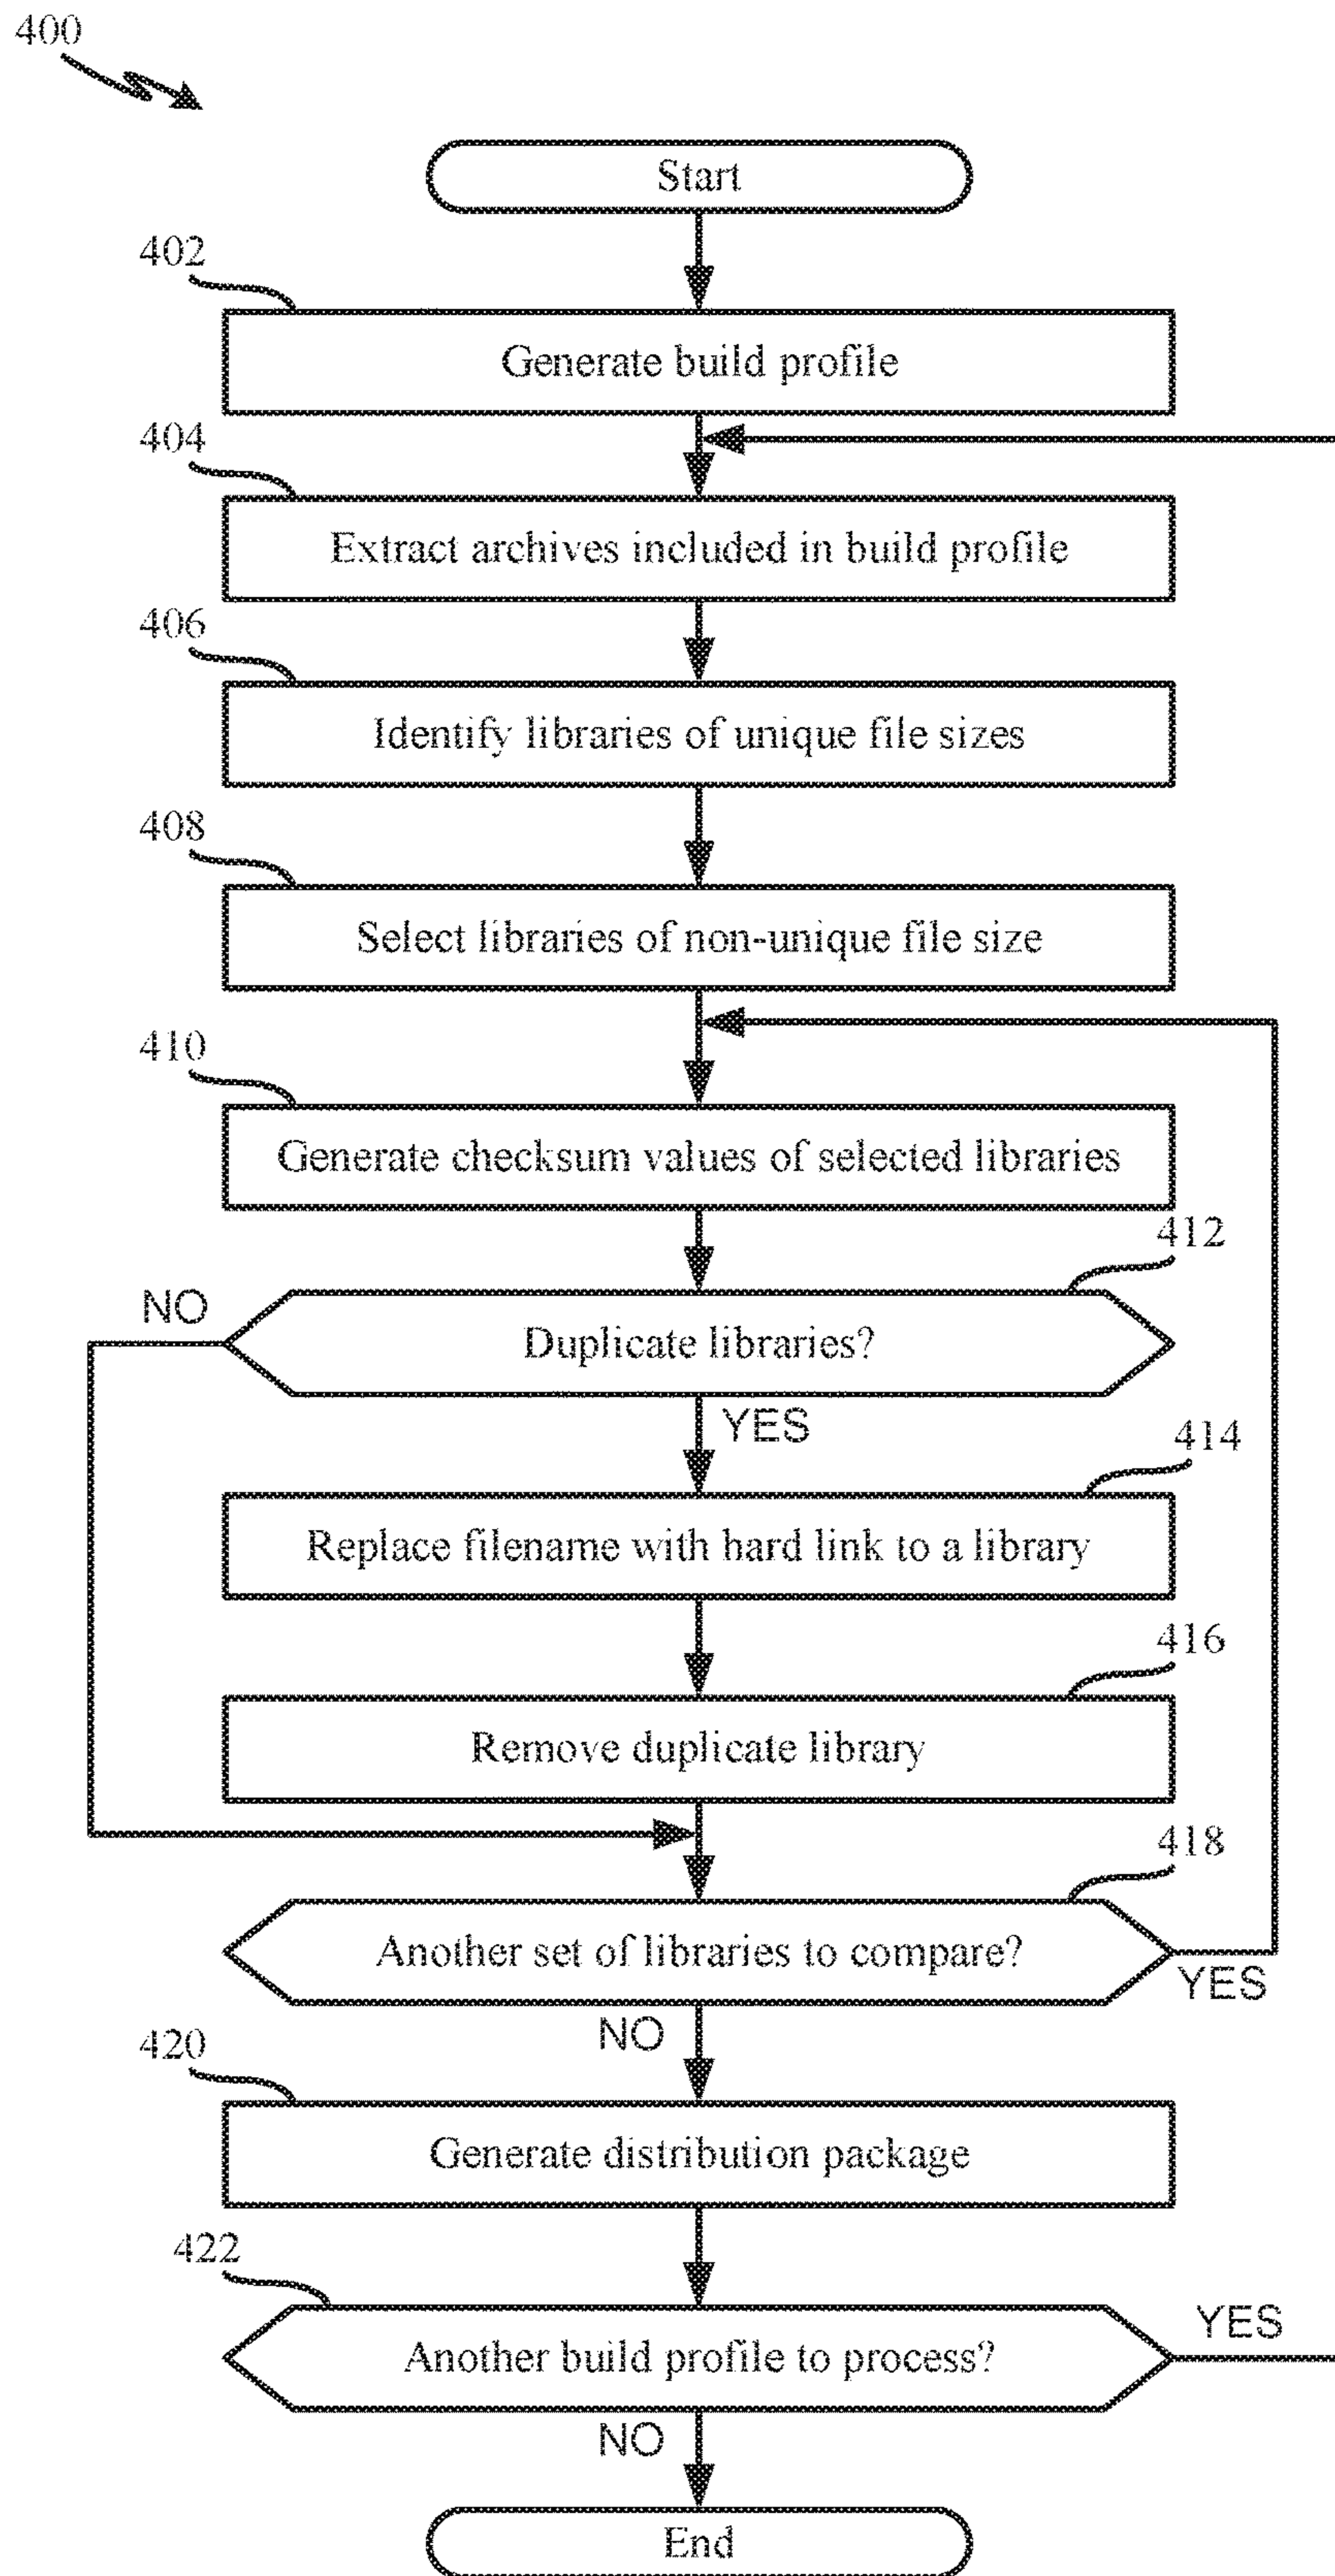 400
Start
402
Generate build profile
404
Extract archives included in build profile
406
Identify libraries of unique file sizes
408
Select libraries of non-unique file size
410
Generate checksum values of selected libraries
412
NO
Duplicate libraries?
YES
414
Replace filename with hard link to a library
416
Remove duplicate library
418
Another set of libraries to compare?
YES
NO
420
Generate distribution package
422
YES
Another build profile to process?
NO
End